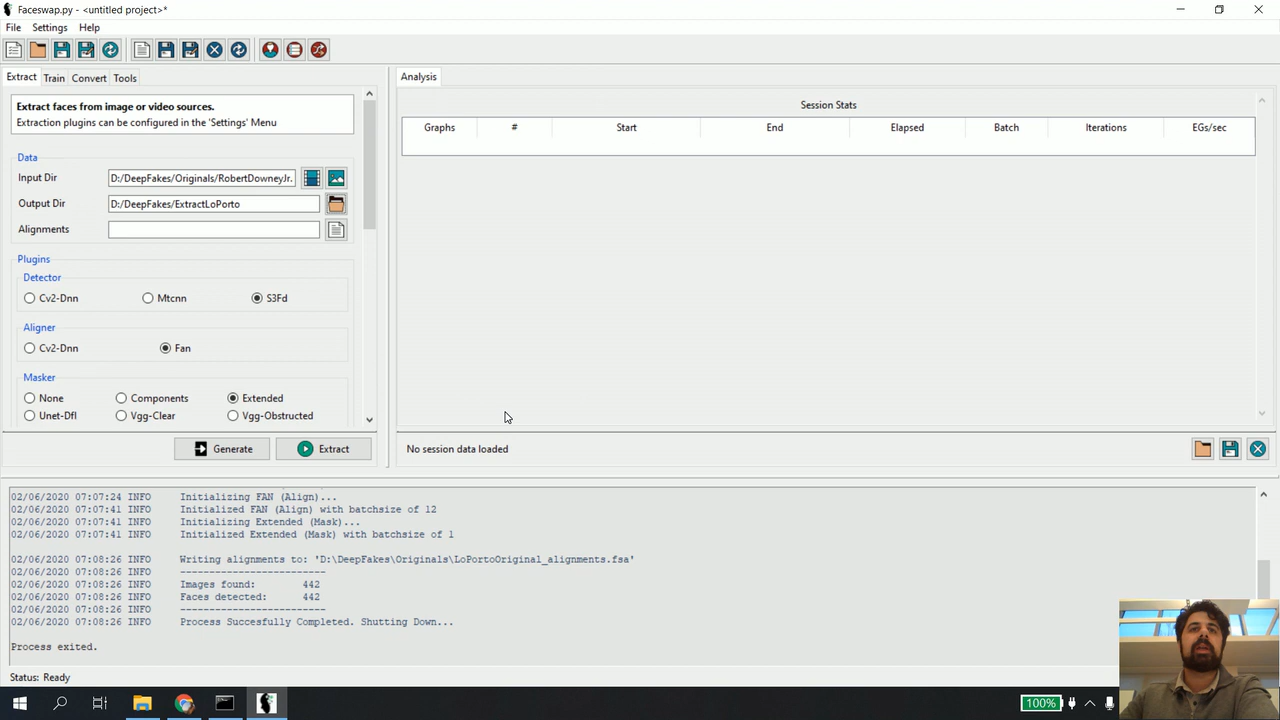 Faceswap.py - <untitled project>*
File Settings Help
Extract Train Convert Tools
Extract faces from image or video sources.
Extraction plugins can be configured in the 'Settings' Menu
Data
Input Dir D:/DeepFakes/Originals/RobertDowneyJr.
Output Dir D:/DeepFakes/ExtractLoPorto
Alignments
Plugins
Detector
Cv2-Dnn Mtcnn S3Fd
Aligner
Cv2-Dnn Fan
Masker
None Components Extended
Unet-Dfl Vgg-Clear Vgg-Obstructed
Generate Extract
Analysis
Session Stats
Graphs # Start End Elapsed Batch Iterations EGs/sec
No session data loaded
02/06/2020 07:07:24 INFO Initializing FAN (Align)...
02/06/2020 07:07:41 INFO Initialized FAN (Align) with batchsize of 12
02/06/2020 07:07:41 INFO Initializing Extended (Mask)...
02/06/2020 07:07:41 INFO Initialized Extended (Mask) with batchsize of 1
02/06/2020 07:08:26 INFO Writing alignments to: 'D:\DeepFakes\Originals\LoPortoOriginal_alignments.fsa'
02/06/2020 07:08:26 INFO -------------------------
02/06/2020 07:08:26 INFO Images found: 442
02/06/2020 07:08:26 INFO Faces detected: 442
02/06/2020 07:08:26 INFO -------------------------
02/06/2020 07:08:26 INFO Process Succesfully Completed. Shutting Down...
Process exited.
Status: Ready
100%